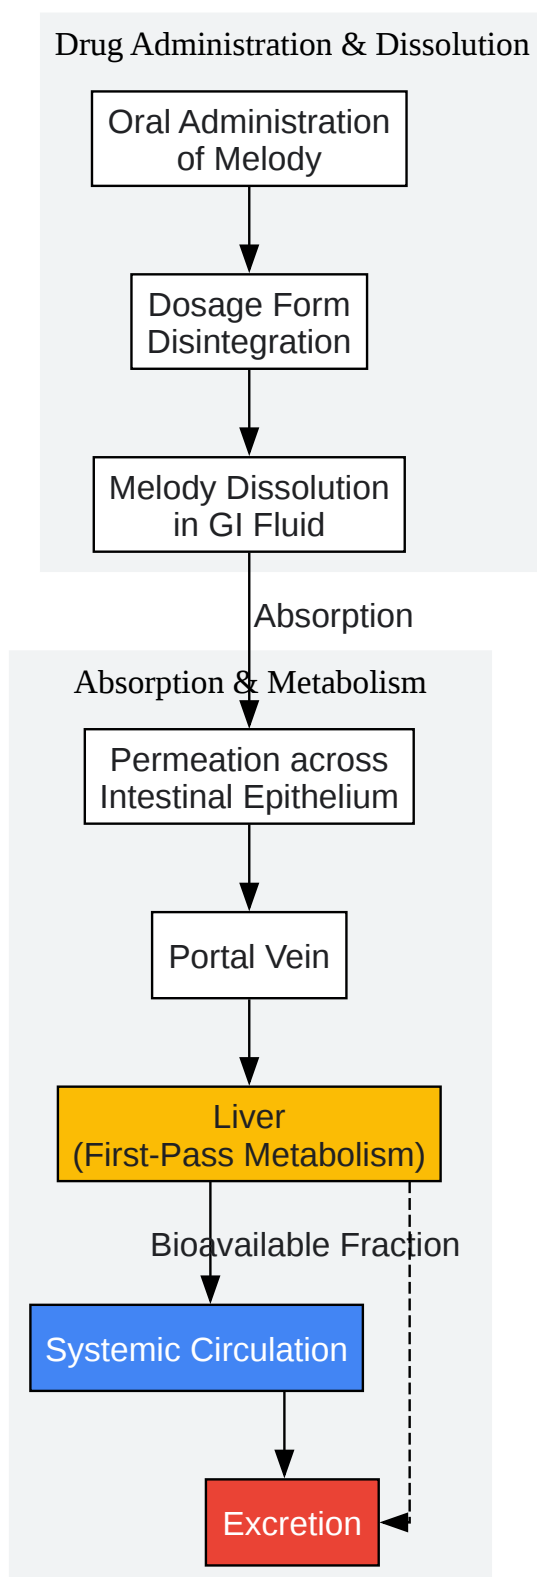 Drug Administration & Dissolution
Oral Administration
of Melody
Dosage Form
Disintegration
Melody Dissolution
in GI Fluid
Absorption
Absorption & Metabolism
Permeation across
Intestinal Epithelium
Portal Vein
Liver
(First-Pass Metabolism)
Bioavailable Fraction
Systemic Circulation
Excretion